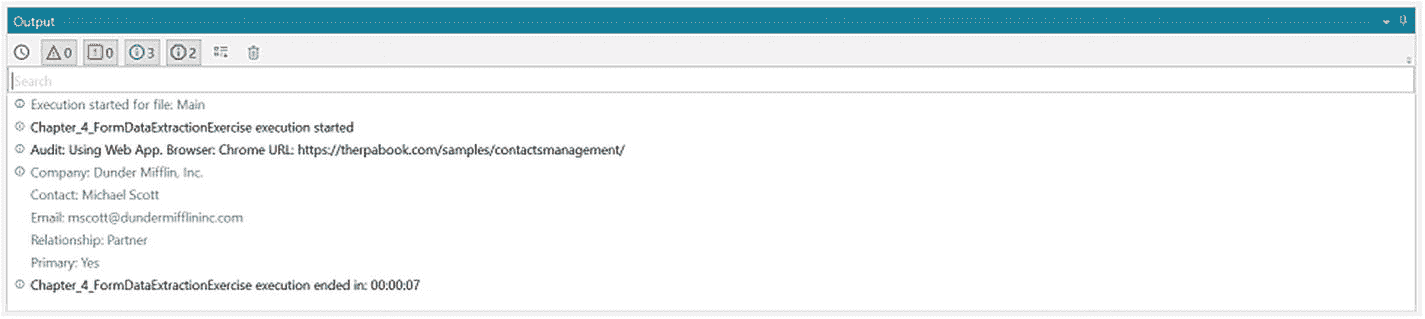 Output
0 0 3 2
Search
Execution started for file: Main
Chapter_4_FormDataExtractionExercise execution started
Audit: Using Web App. Browser: Chrome URL: https://therpabook.com/samples/contactsmanagement/
Company: Dunder Mifflin, Inc.
Contact: Michael Scott
Email: mscott@dundermifflininc.com
Relationship: Partner
Primary: Yes
Chapter_4_FormDataExtractionExercise execution ended in: 00:00:07